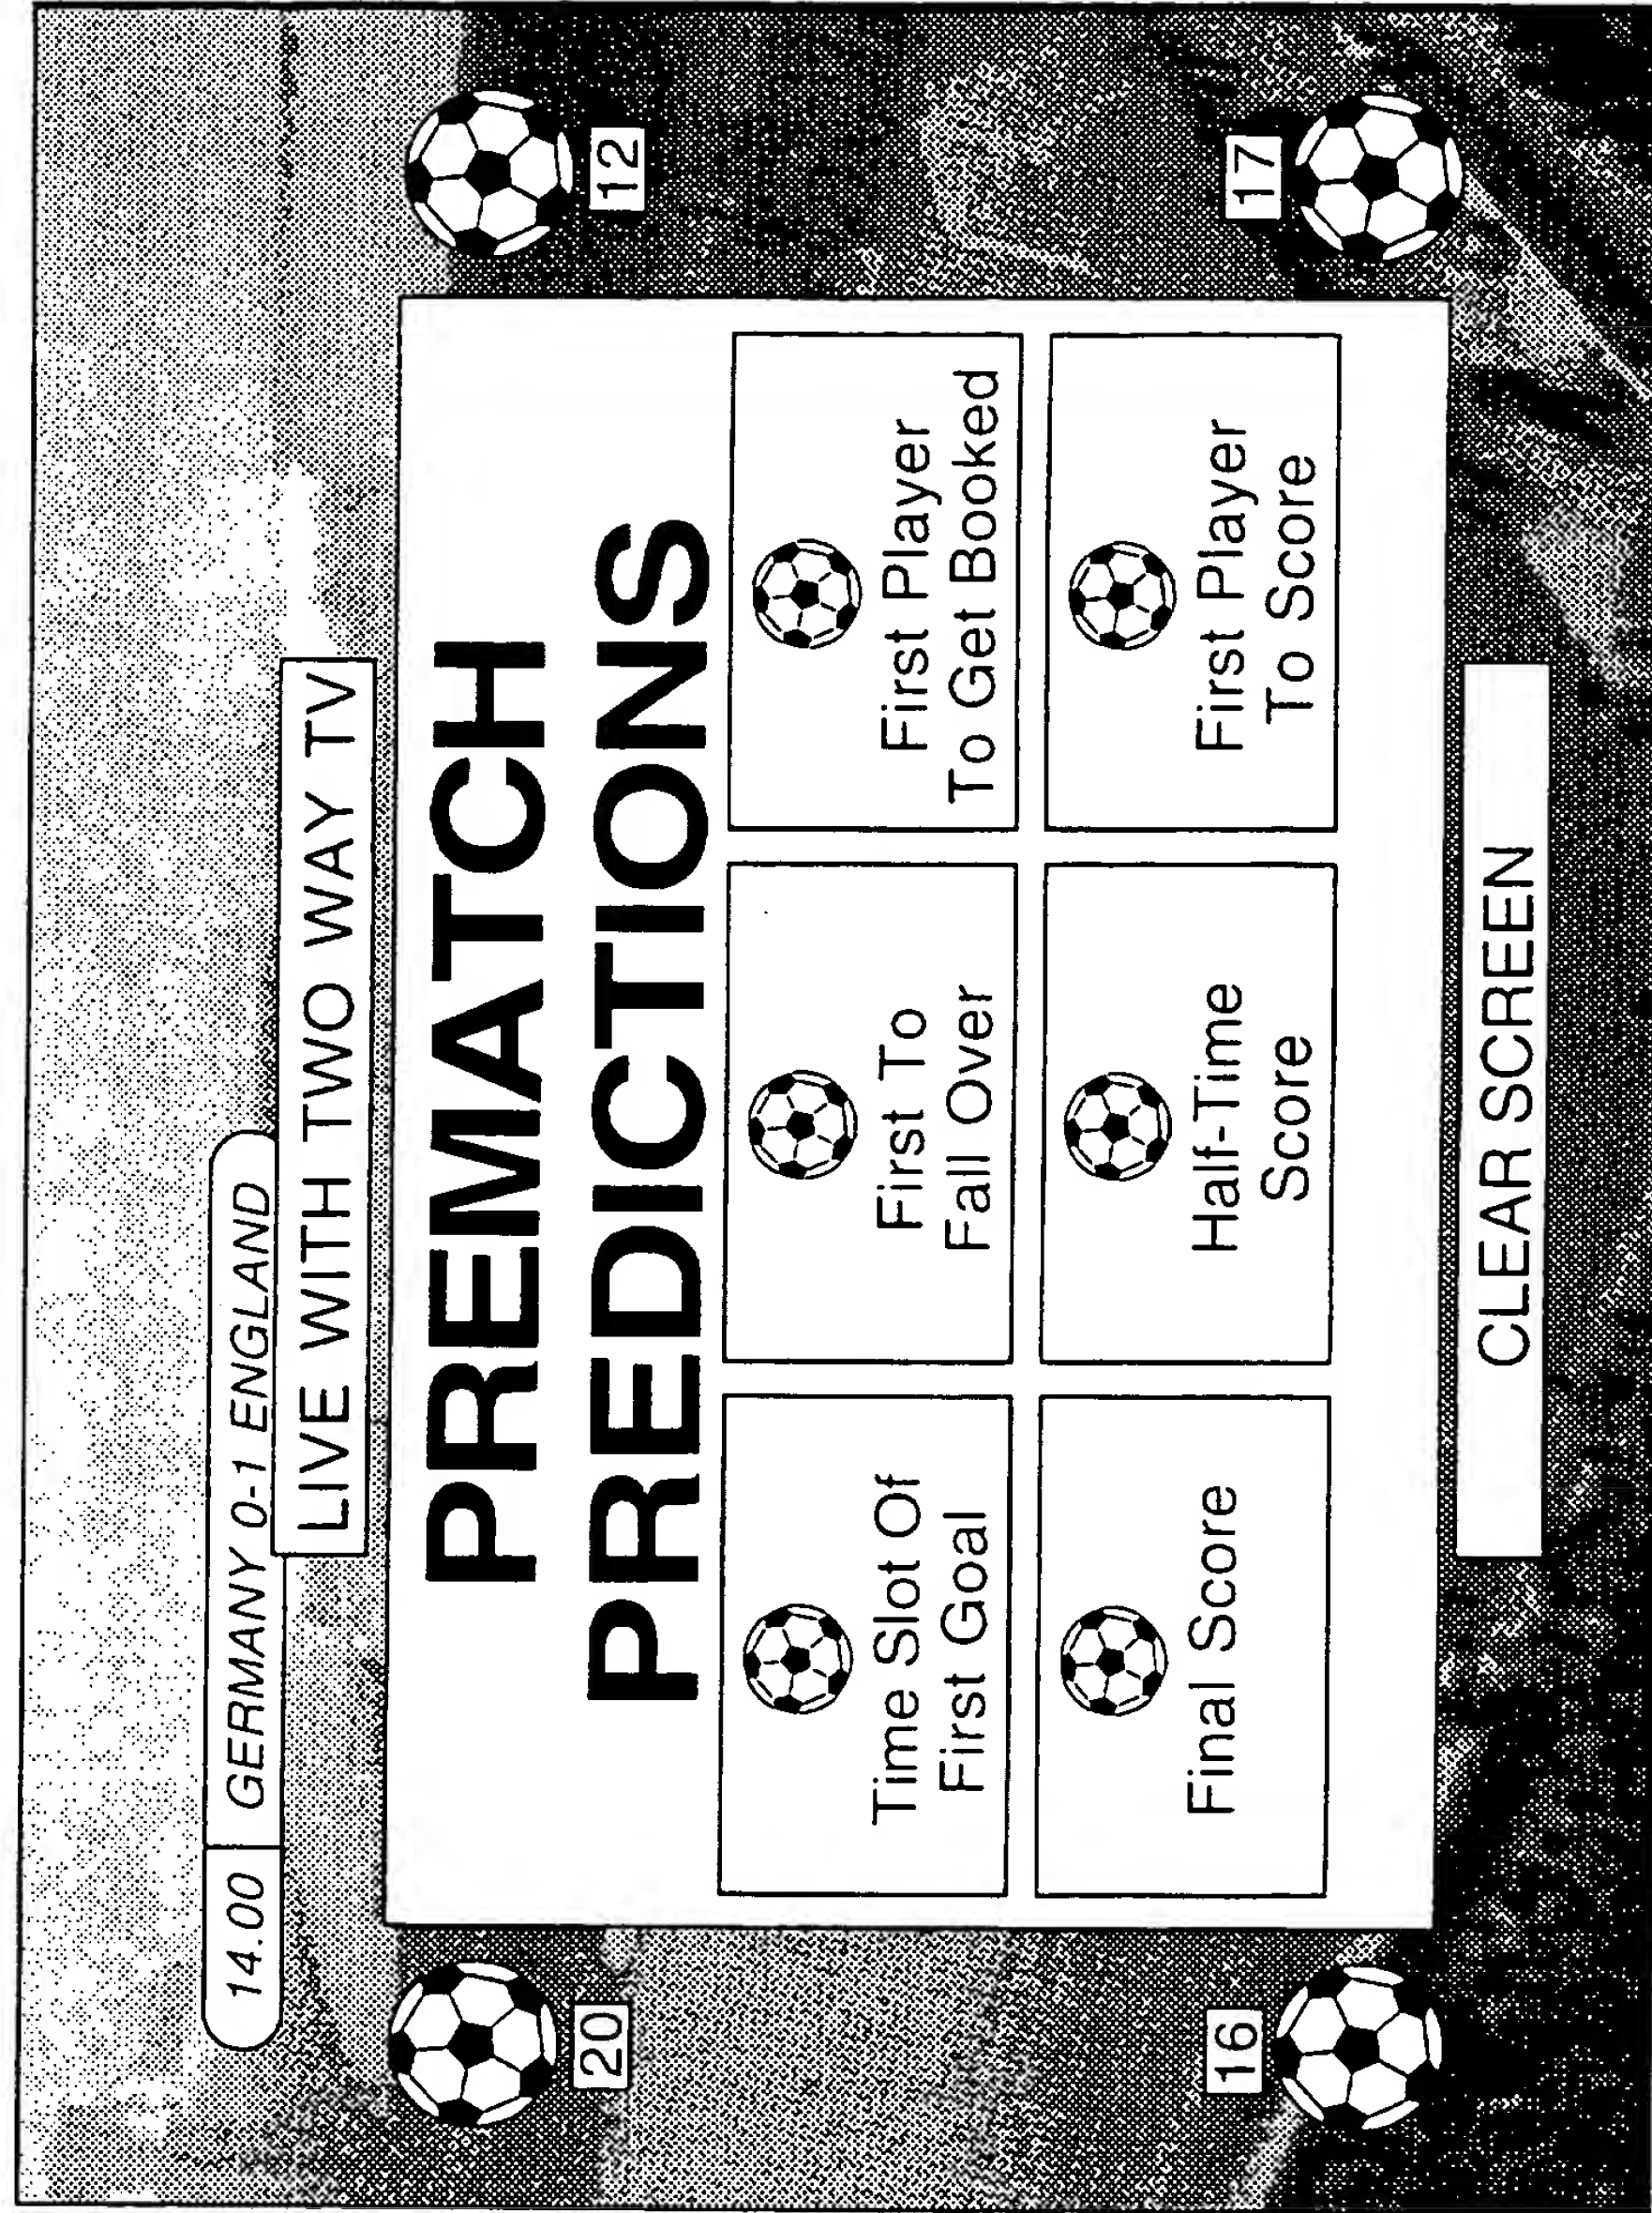 14.00 GERMANY 0-1 ENGLAND
LIVE WITH TWO WAY TV
PREMATCH
PREDICTIONS
20
12
Time Slot Of
First Goal
First To
Fall Over
First Player
To Get Booked
Final Score
Half-Time
Score
First Player
To Score
16
17
CLEAR SCREEN